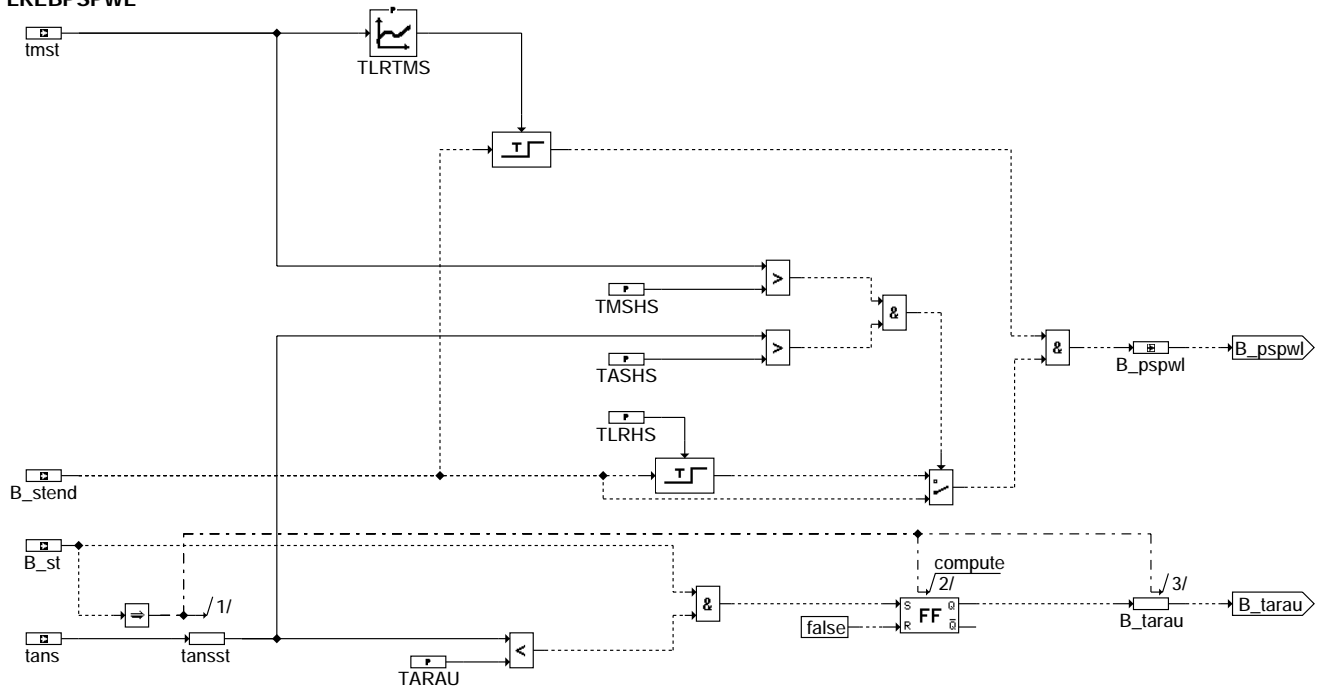 LREBPSPWL
P
tmst
TLRTMS
T
>
P
TMSHS
&
>
P
TASHS
&
B_pspwl
B_pspwl
P
TLRHS
T
B_stend
B_st
compute
1/
2/
3/
&
S Q
FF
R Q
false
B_tarau
B_tarau
tans
tansst
<
P
TARAU